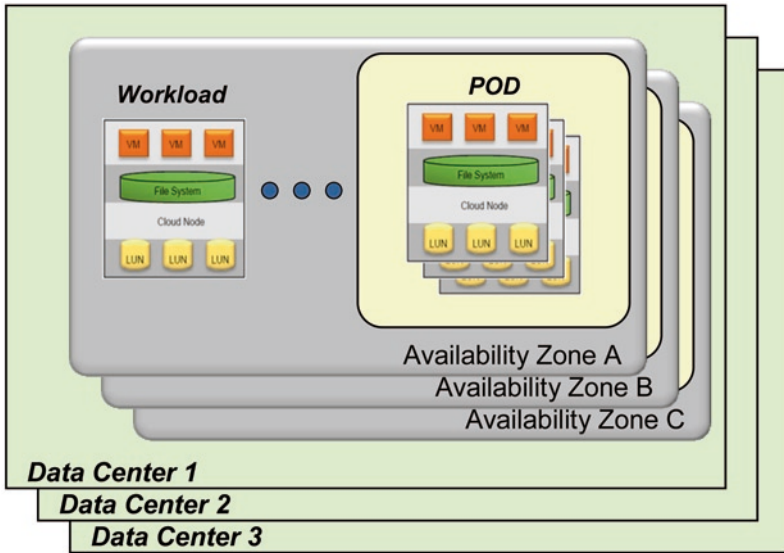 Workload
POD
VM VM VM
File System
Cloud Node
LUN LUN LUN
VM VM VM
File System
Cloud Node
LUN LUN LUN
Availability Zone A
Availability Zone B
Availability Zone C
Data Center 1
Data Center 2
Data Center 3